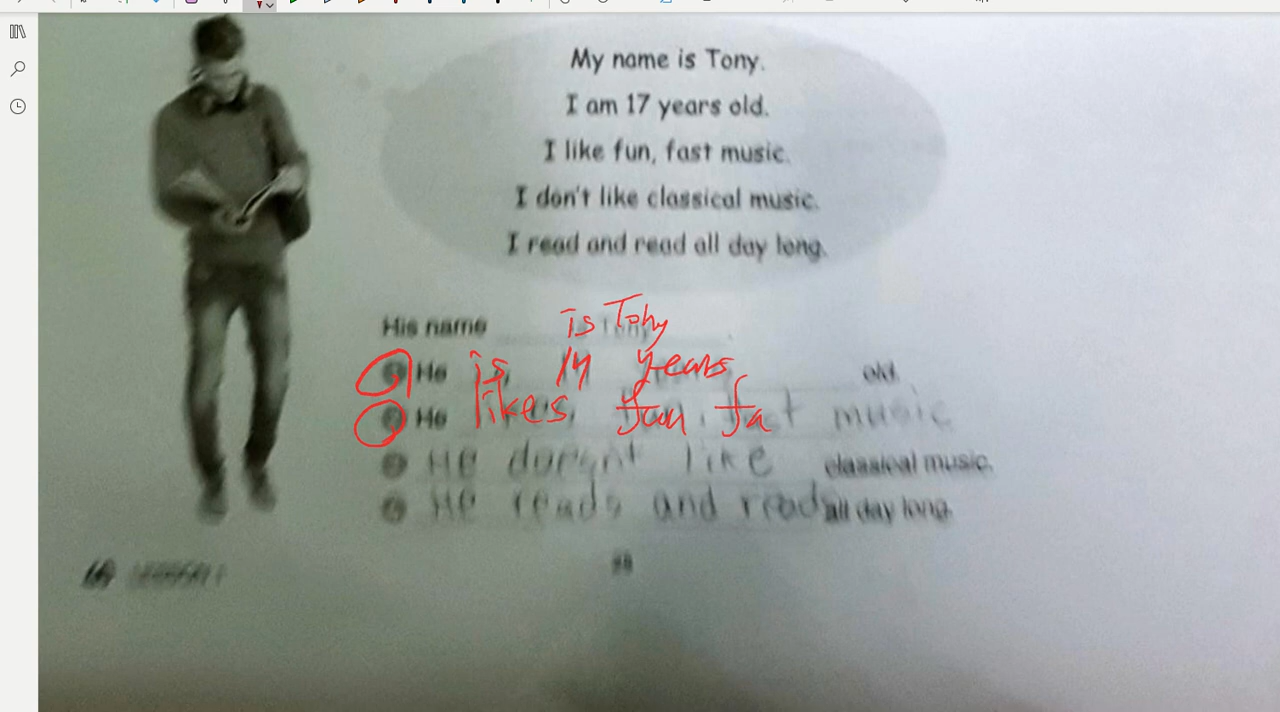 My name is Tony.
I am 17 years old.
I like fun, fast music.
I don't like classical music.
I read and read all day long.
His name is Tony.
He is 17 years old.
He likes fun, fast music
He doesnt like classical music.
He reads and reads all day long.